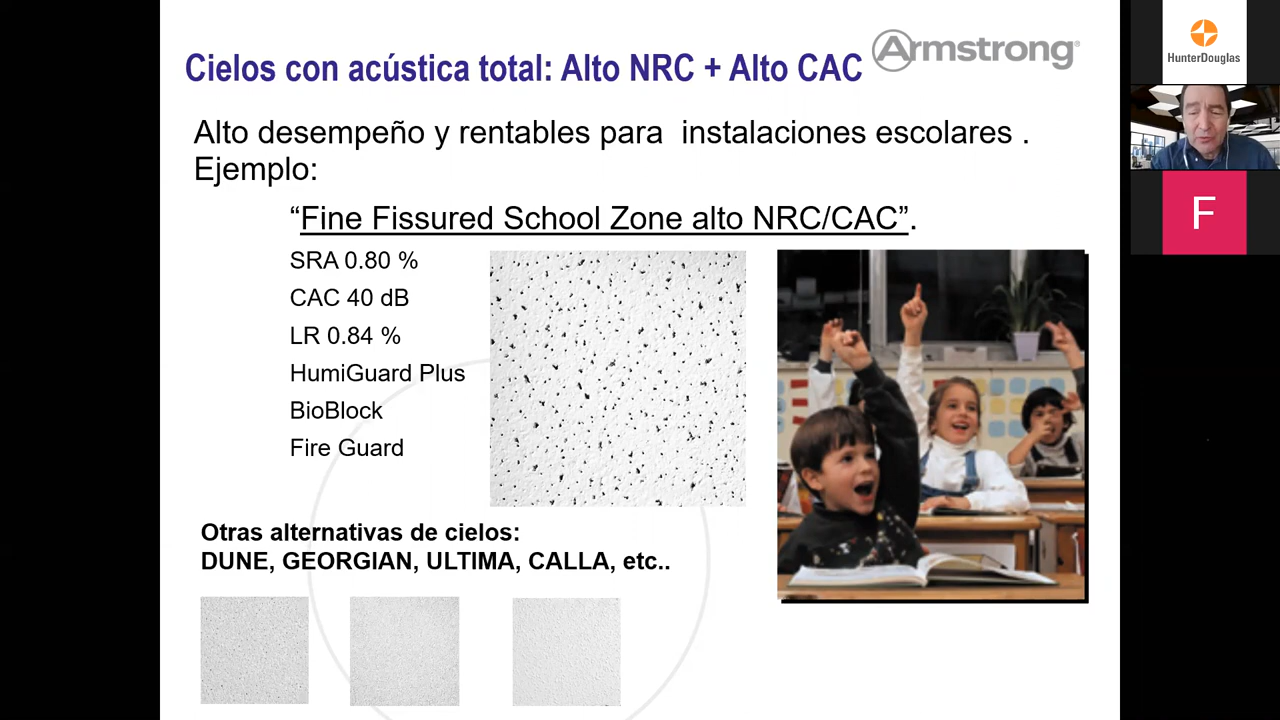 Cielos con acústica total: Alto NRC + Alto CAC
Armstrong®
Alto desempeño y rentables para  instalaciones escolares .
Ejemplo:
“Fine Fissured School Zone alto NRC/CAC”.
SRA 0.80 %
CAC 40 dB
LR 0.84 %
HumiGuard Plus
BioBlock
Fire Guard
Otras alternativas de cielos:
DUNE, GEORGIAN, ULTIMA, CALLA, etc..
HunterDouglas
F